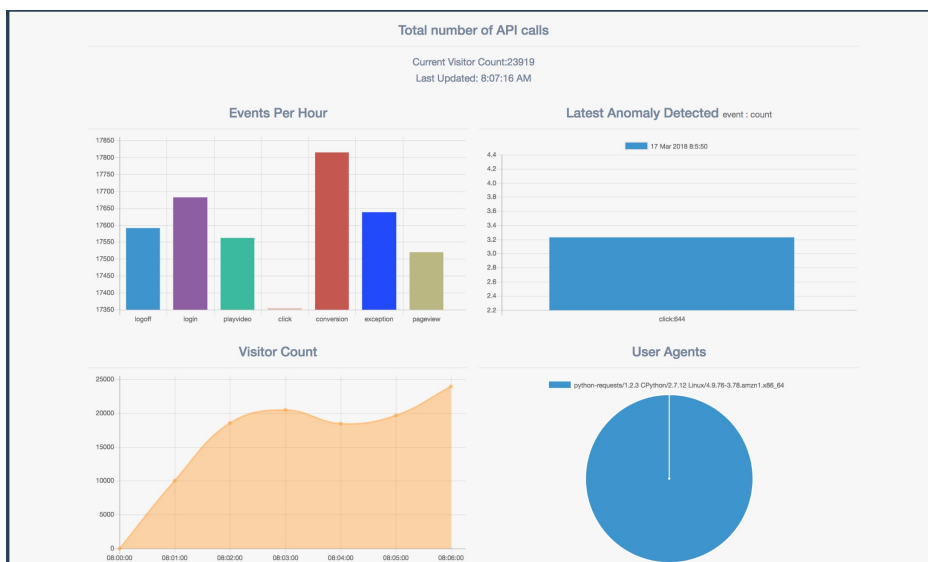 Total number of API calls
Current Visitor Count:23919
Last Updated: 8:07:16 AM
Events Per Hour
17850
17800
17750
17700
17650
17600
17550
17500
17450
17400
17350
logoff login playvideo click conversion exception pageview
Latest Anomaly Detected event : count
17 Mar 2018 8:5:50
4.4
4.2
4.0
3.8
3.6
3.4
3.2
3.0
2.8
2.6
2.4
2.2
click:644
Visitor Count
25000
20000
15000
10000
5000
0
08:00:00 08:01:00 08:02:00 08:03:00 08:04:00 08:05:00 08:06:00
User Agents
python-requests/1.2.3 CPython/2.7.12 Linux/4.9.76-3.78.amzn1.x86_64